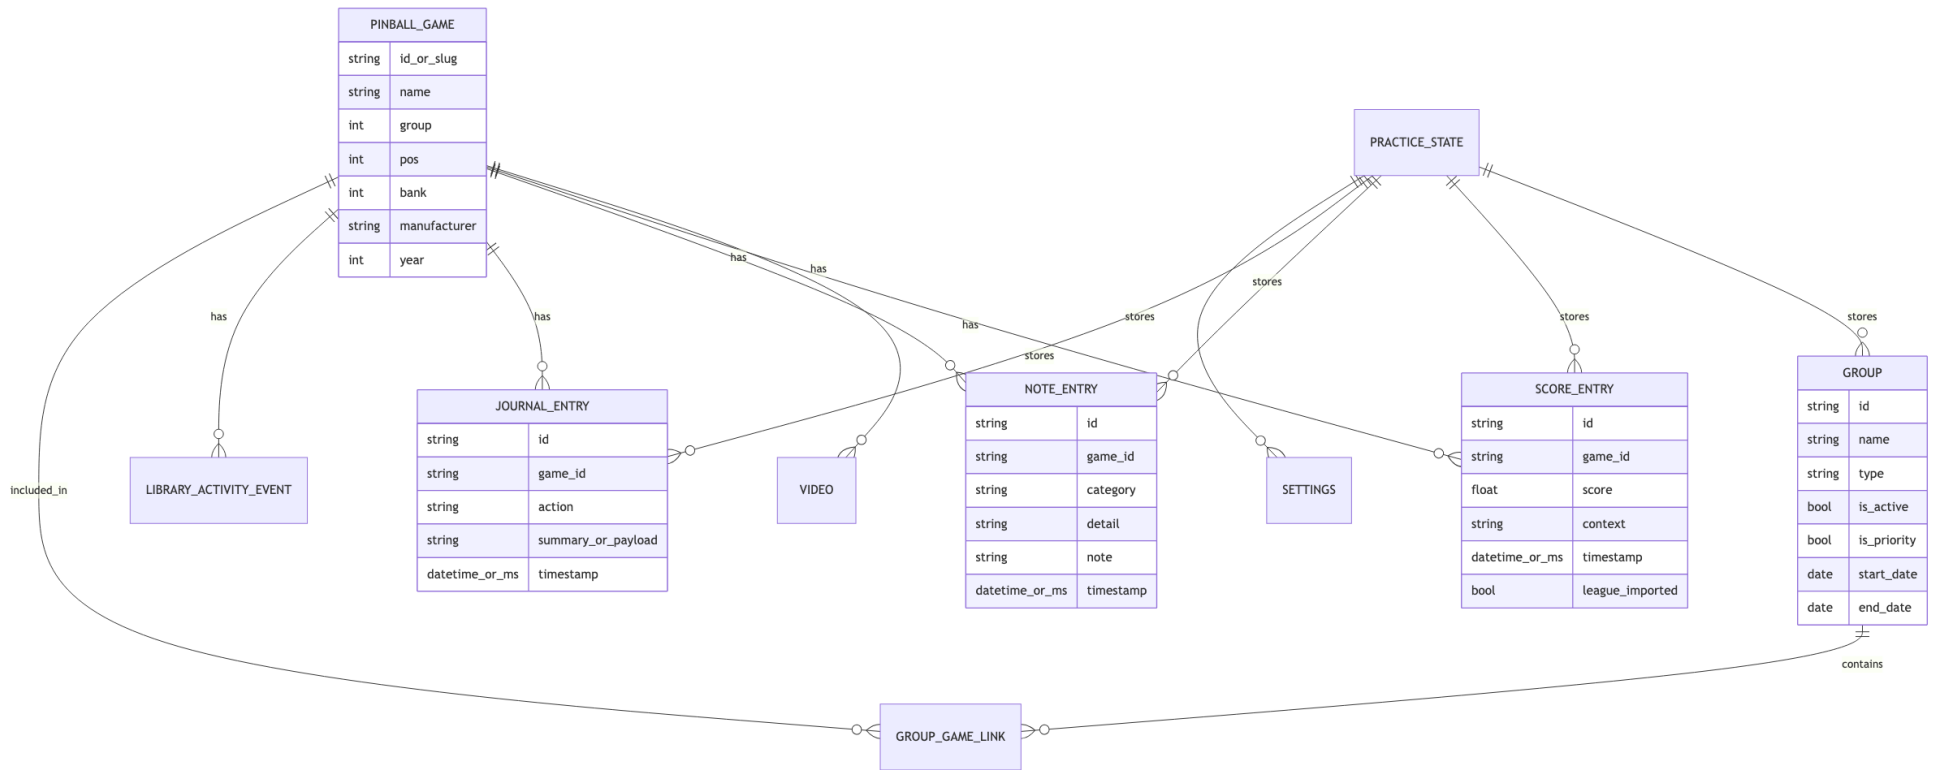 PINBALL_GAME
string id_or_slug
string name
int group
int pos
int bank
string manufacturer
int year
PRACTICE_STATE
has
has
stores
has
has
has
stores
stores
stores
stores
included_in
LIBRARY_ACTIVITY_EVENT
JOURNAL_ENTRY
string id
string game_id
string action
string summary_or_payload
datetime_or_ms timestamp
VIDEO
NOTE_ENTRY
string id
string game_id
string category
string detail
string note
datetime_or_ms timestamp
SETTINGS
SCORE_ENTRY
string id
string game_id
float score
string context
datetime_or_ms timestamp
bool league_imported
GROUP
string id
string name
string type
bool is_active
bool is_priority
date start_date
date end_date
contains
GROUP_GAME_LINK